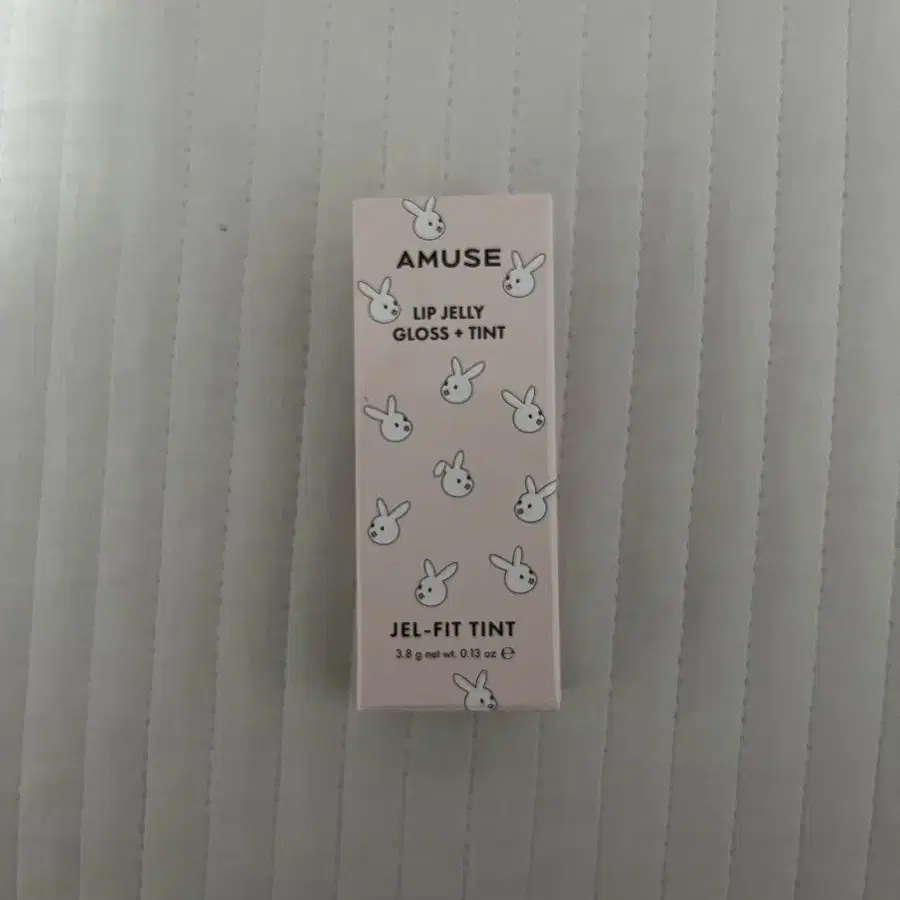 AMUSE
LIP JELLY
GLOSS + TINT
JEL-FIT TINT
3.8 g net wt. 0.13 oz ℮